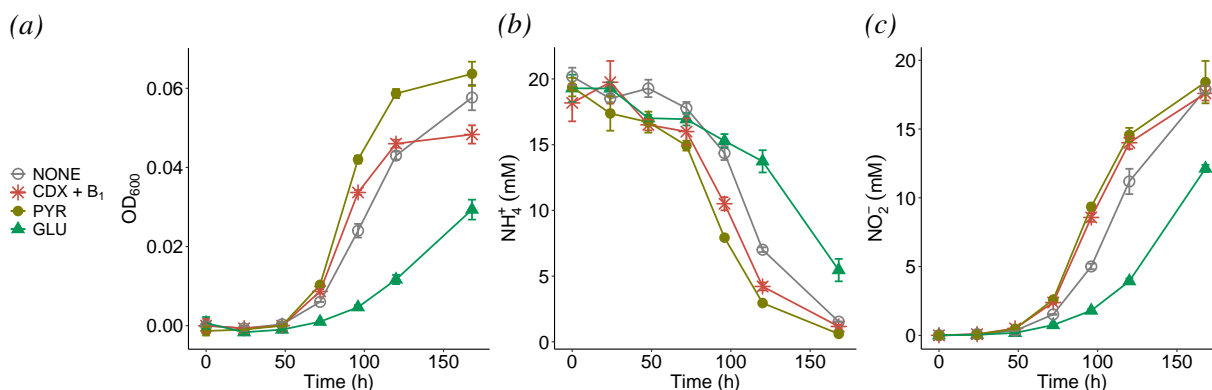 (a)
(b)
(c)
NONE
CDX + B₁
PYR
GLU
OD₆₀₀
0.06
0.04
0.02
0.00
0
50
100
150
Time (h)
NH₄⁺ (mM)
20
15
10
5
0
0
50
100
150
Time (h)
NO₂⁻ (mM)
20
15
10
5
0
0
50
100
150
Time (h)